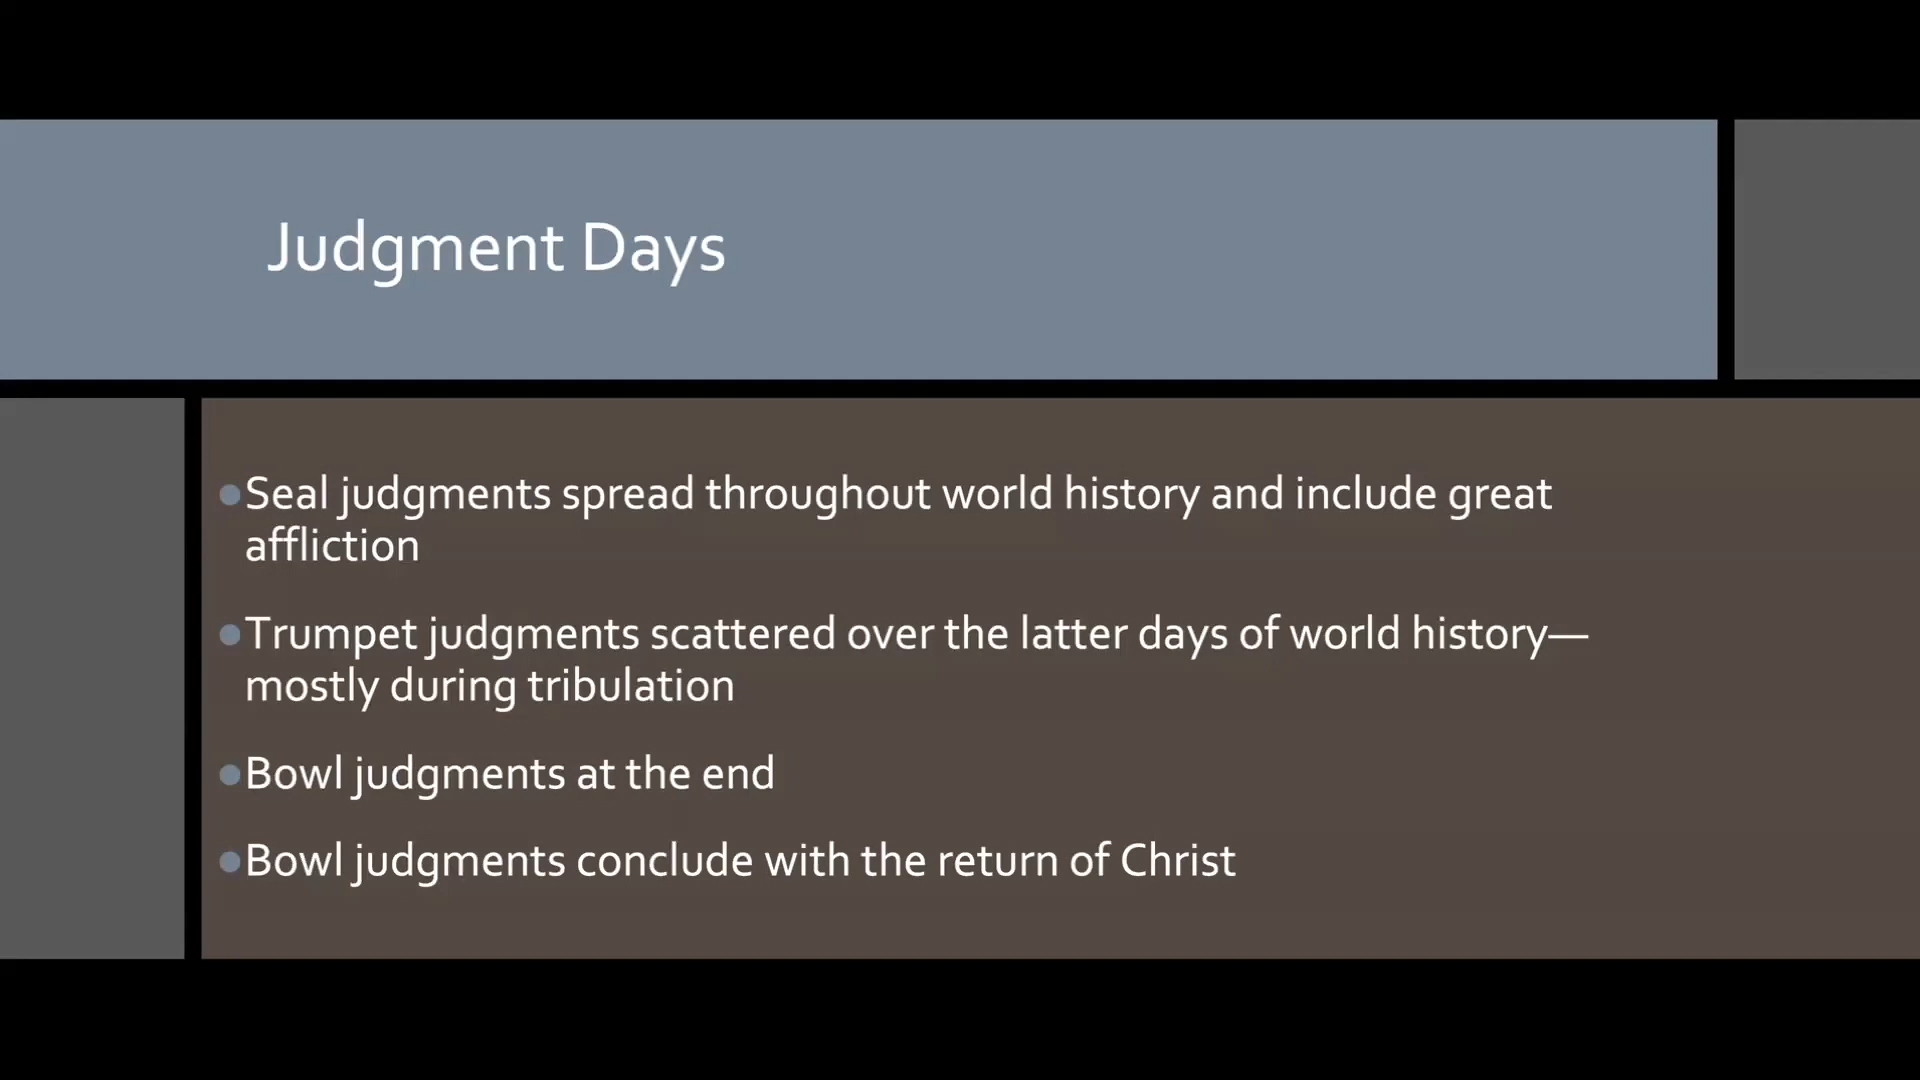 Judgment Days
•Seal judgments spread throughout world history and include great
affliction
•Trumpet judgments scattered over the latter days of world history—
mostly during tribulation
•Bowl judgments at the end
•Bowl judgments conclude with the return of Christ